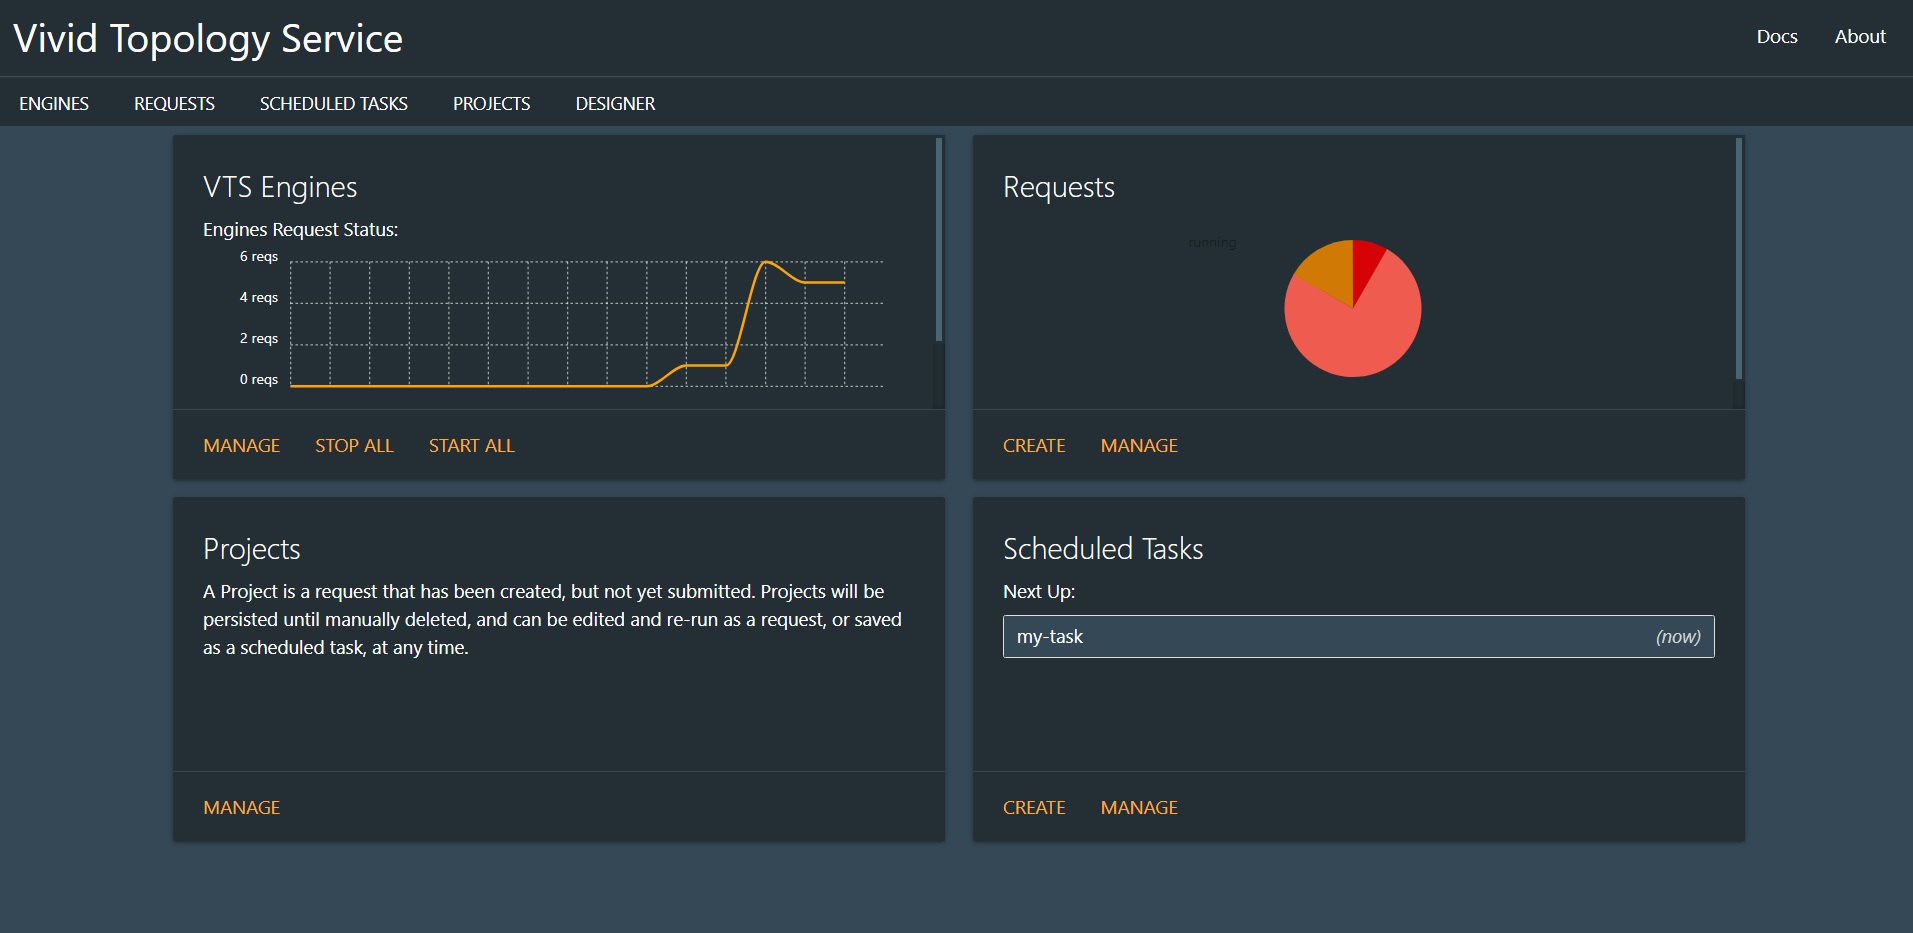 Vivid Topology Service
Docs
About
ENGINES
REQUESTS
SCHEDULED TASKS
PROJECTS
DESIGNER
VTS Engines
Engines Request Status:
6 reqs
4 reqs
2 reqs
0 reqs
MANAGE
STOP ALL
START ALL
Requests
running
CREATE
MANAGE
Projects
A Project is a request that has been created, but not yet submitted. Projects will be
persisted until manually deleted, and can be edited and re-run as a request, or saved
as a scheduled task, at any time.
MANAGE
Scheduled Tasks
Next Up:
my-task
(now)
CREATE
MANAGE